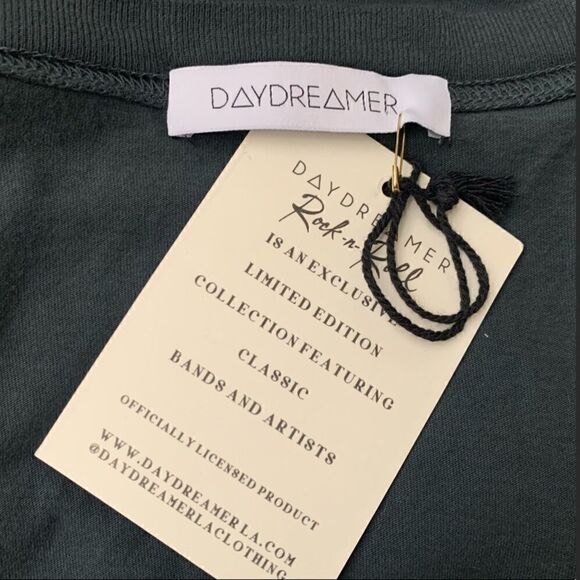 DAYDREAMER
DAYDREAMER
Rock-n-Roll
IS AN EXCLUSIVE
LIMITED EDITION
COLLECTION FEATURING
CLASSIC
BANDS AND ARTISTS
OFFICIALLY LICENSED PRODUCT
WWW.DAYDREAMERLA.COM
@DAYDREAMERLACLOTHING